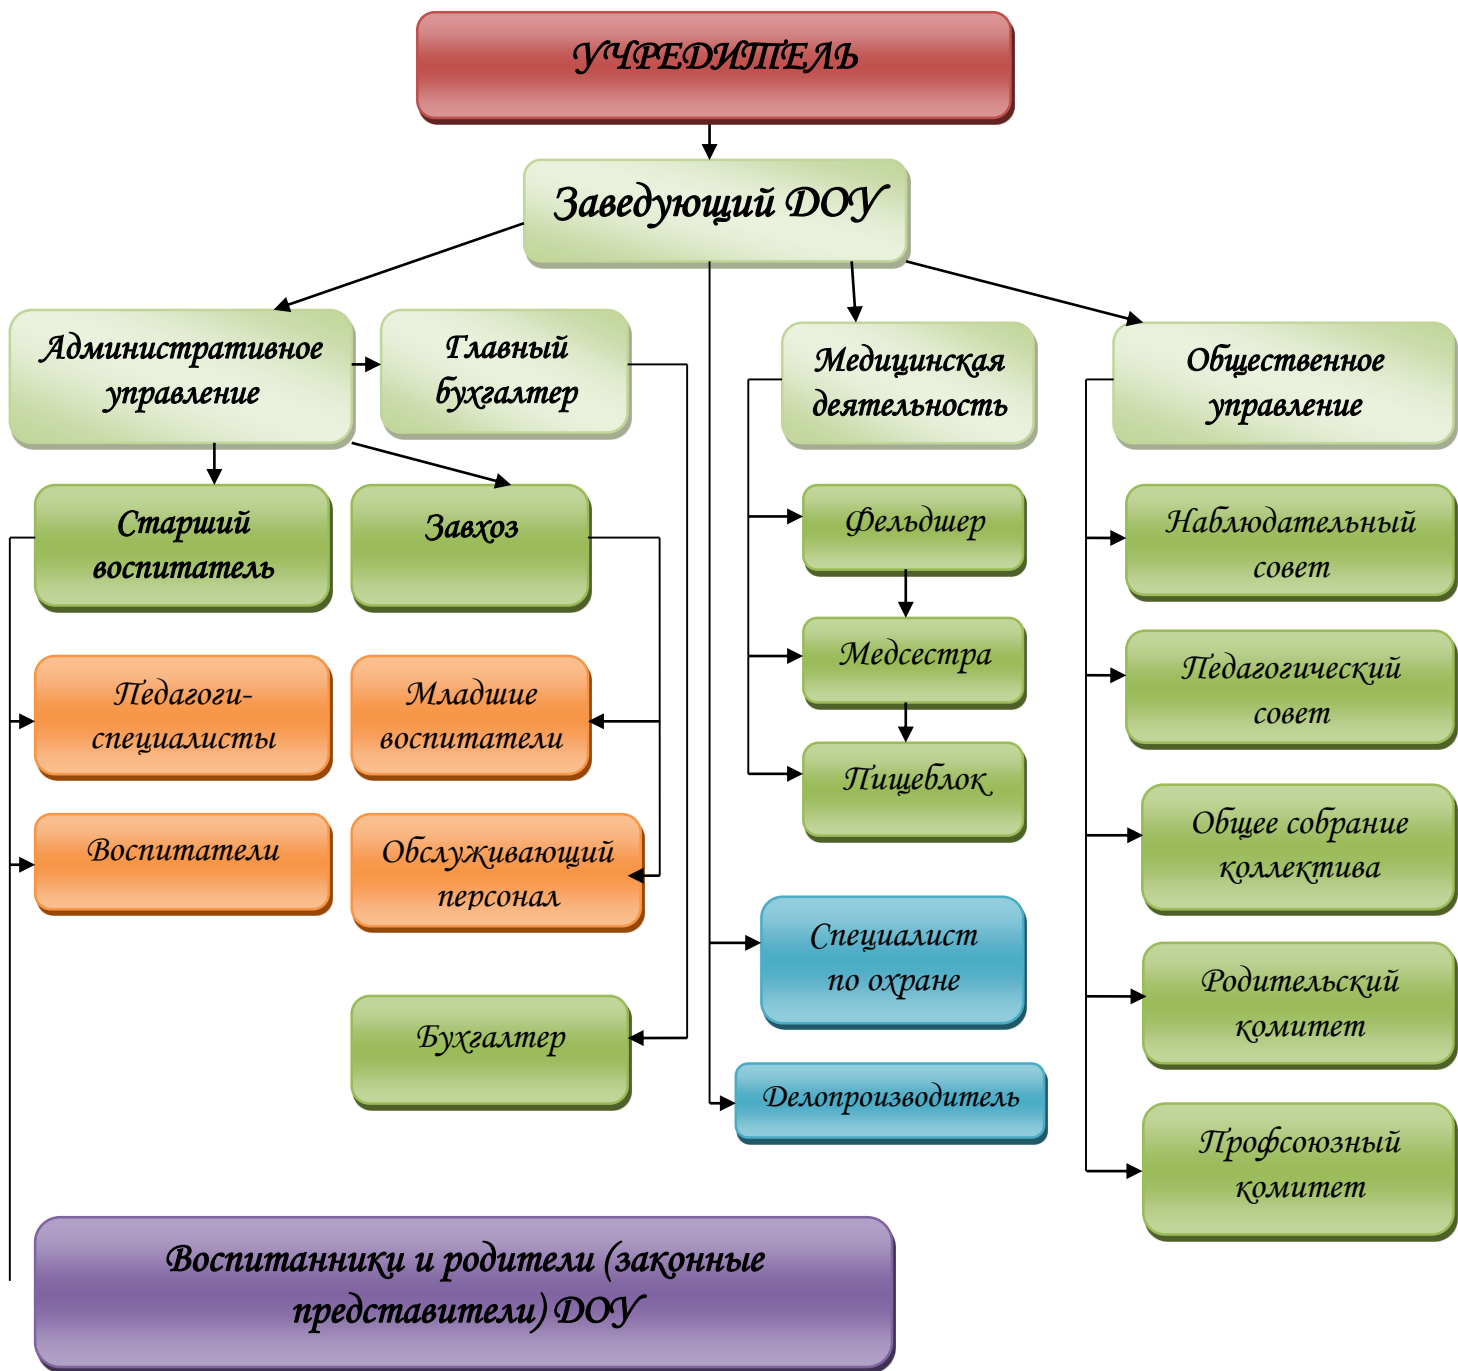 УЧРЕДИТЕЛЬ
Заведующий ДОУ
Административное
управление
Главный
бухгалтер
Медицинская
деятельность
Общественное
управление
Старший
воспитатель
Завхоз
Фельдшер
Наблюдательный
совет
Медсестра
Педагогический
совет
Педагоги-
специалисты
Младшие
воспитатели
Пищеблок
Воспитатели
Обслуживающий
персонал
Общее собрание
коллектива
Специалист
по охране
Родительский
комитет
Бухгалтер
Делопроизводитель
Профсоюзный
комитет
Воспитанники и родители (законные
представители) ДОУ